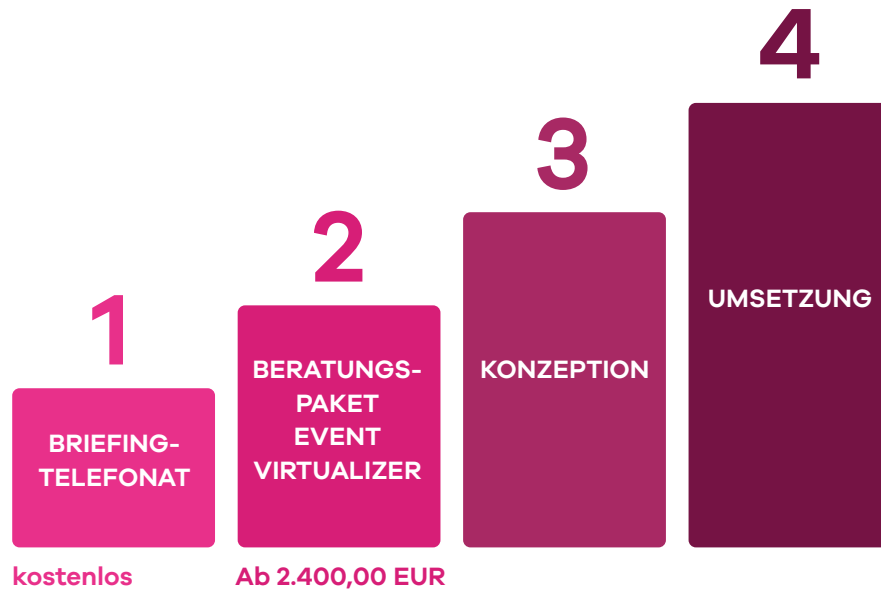 1
BRIEFING-
TELEFONAT
kostenlos
2
BERATUNGS-
PAKET
EVENT
VIRTUALIZER
Ab 2.400,00 EUR
3
KONZEPTION
4
UMSETZUNG